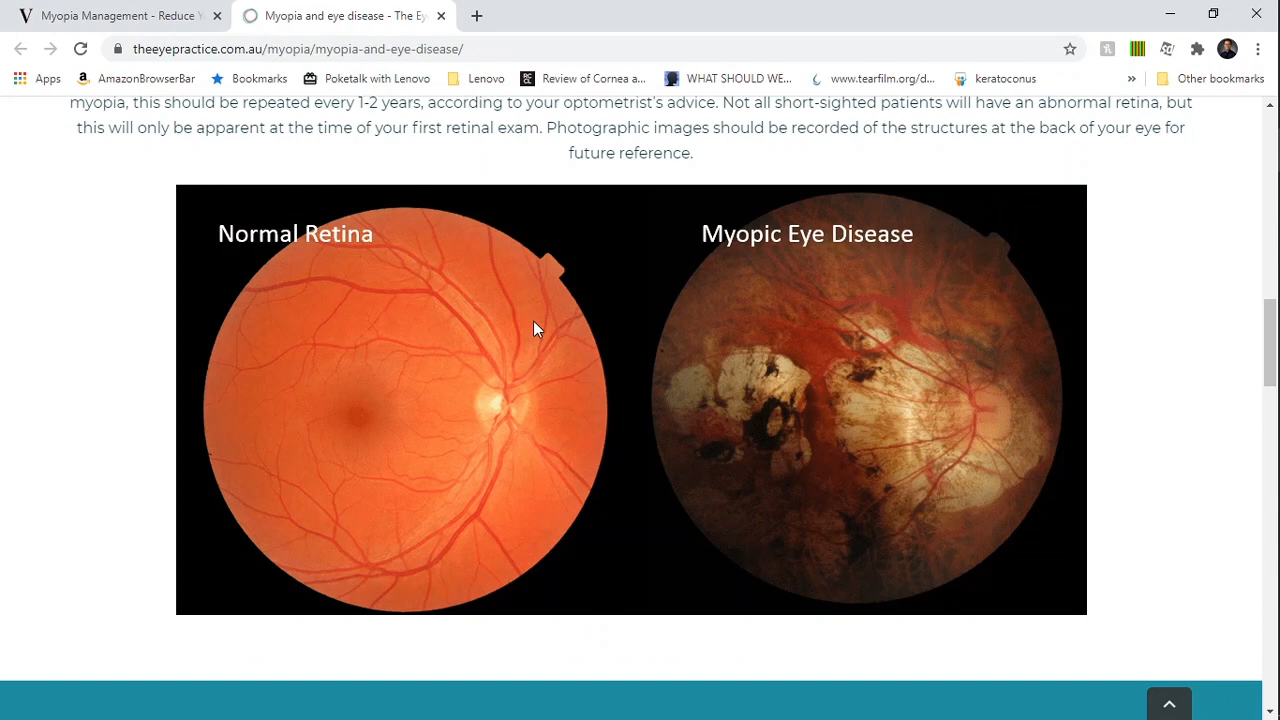 Myopia Management - Reduce Y
Myopia and eye disease - The Ey
theeyepractice.com.au/myopia/myopia-and-eye-disease/
Apps AmazonBrowserBar Bookmarks Poketalk with Lenovo Lenovo Review of Cornea a... WHAT SHOULD WE... www.tearfilm.org/d... keratoconus » Other bookmarks
myopia, this should be repeated every 1-2 years, according to your optometrist's advice. Not all short-sighted patients will have an abnormal retina, but
this will only be apparent at the time of your first retinal exam. Photographic images should be recorded of the structures at the back of your eye for
future reference.
Normal Retina
Myopic Eye Disease